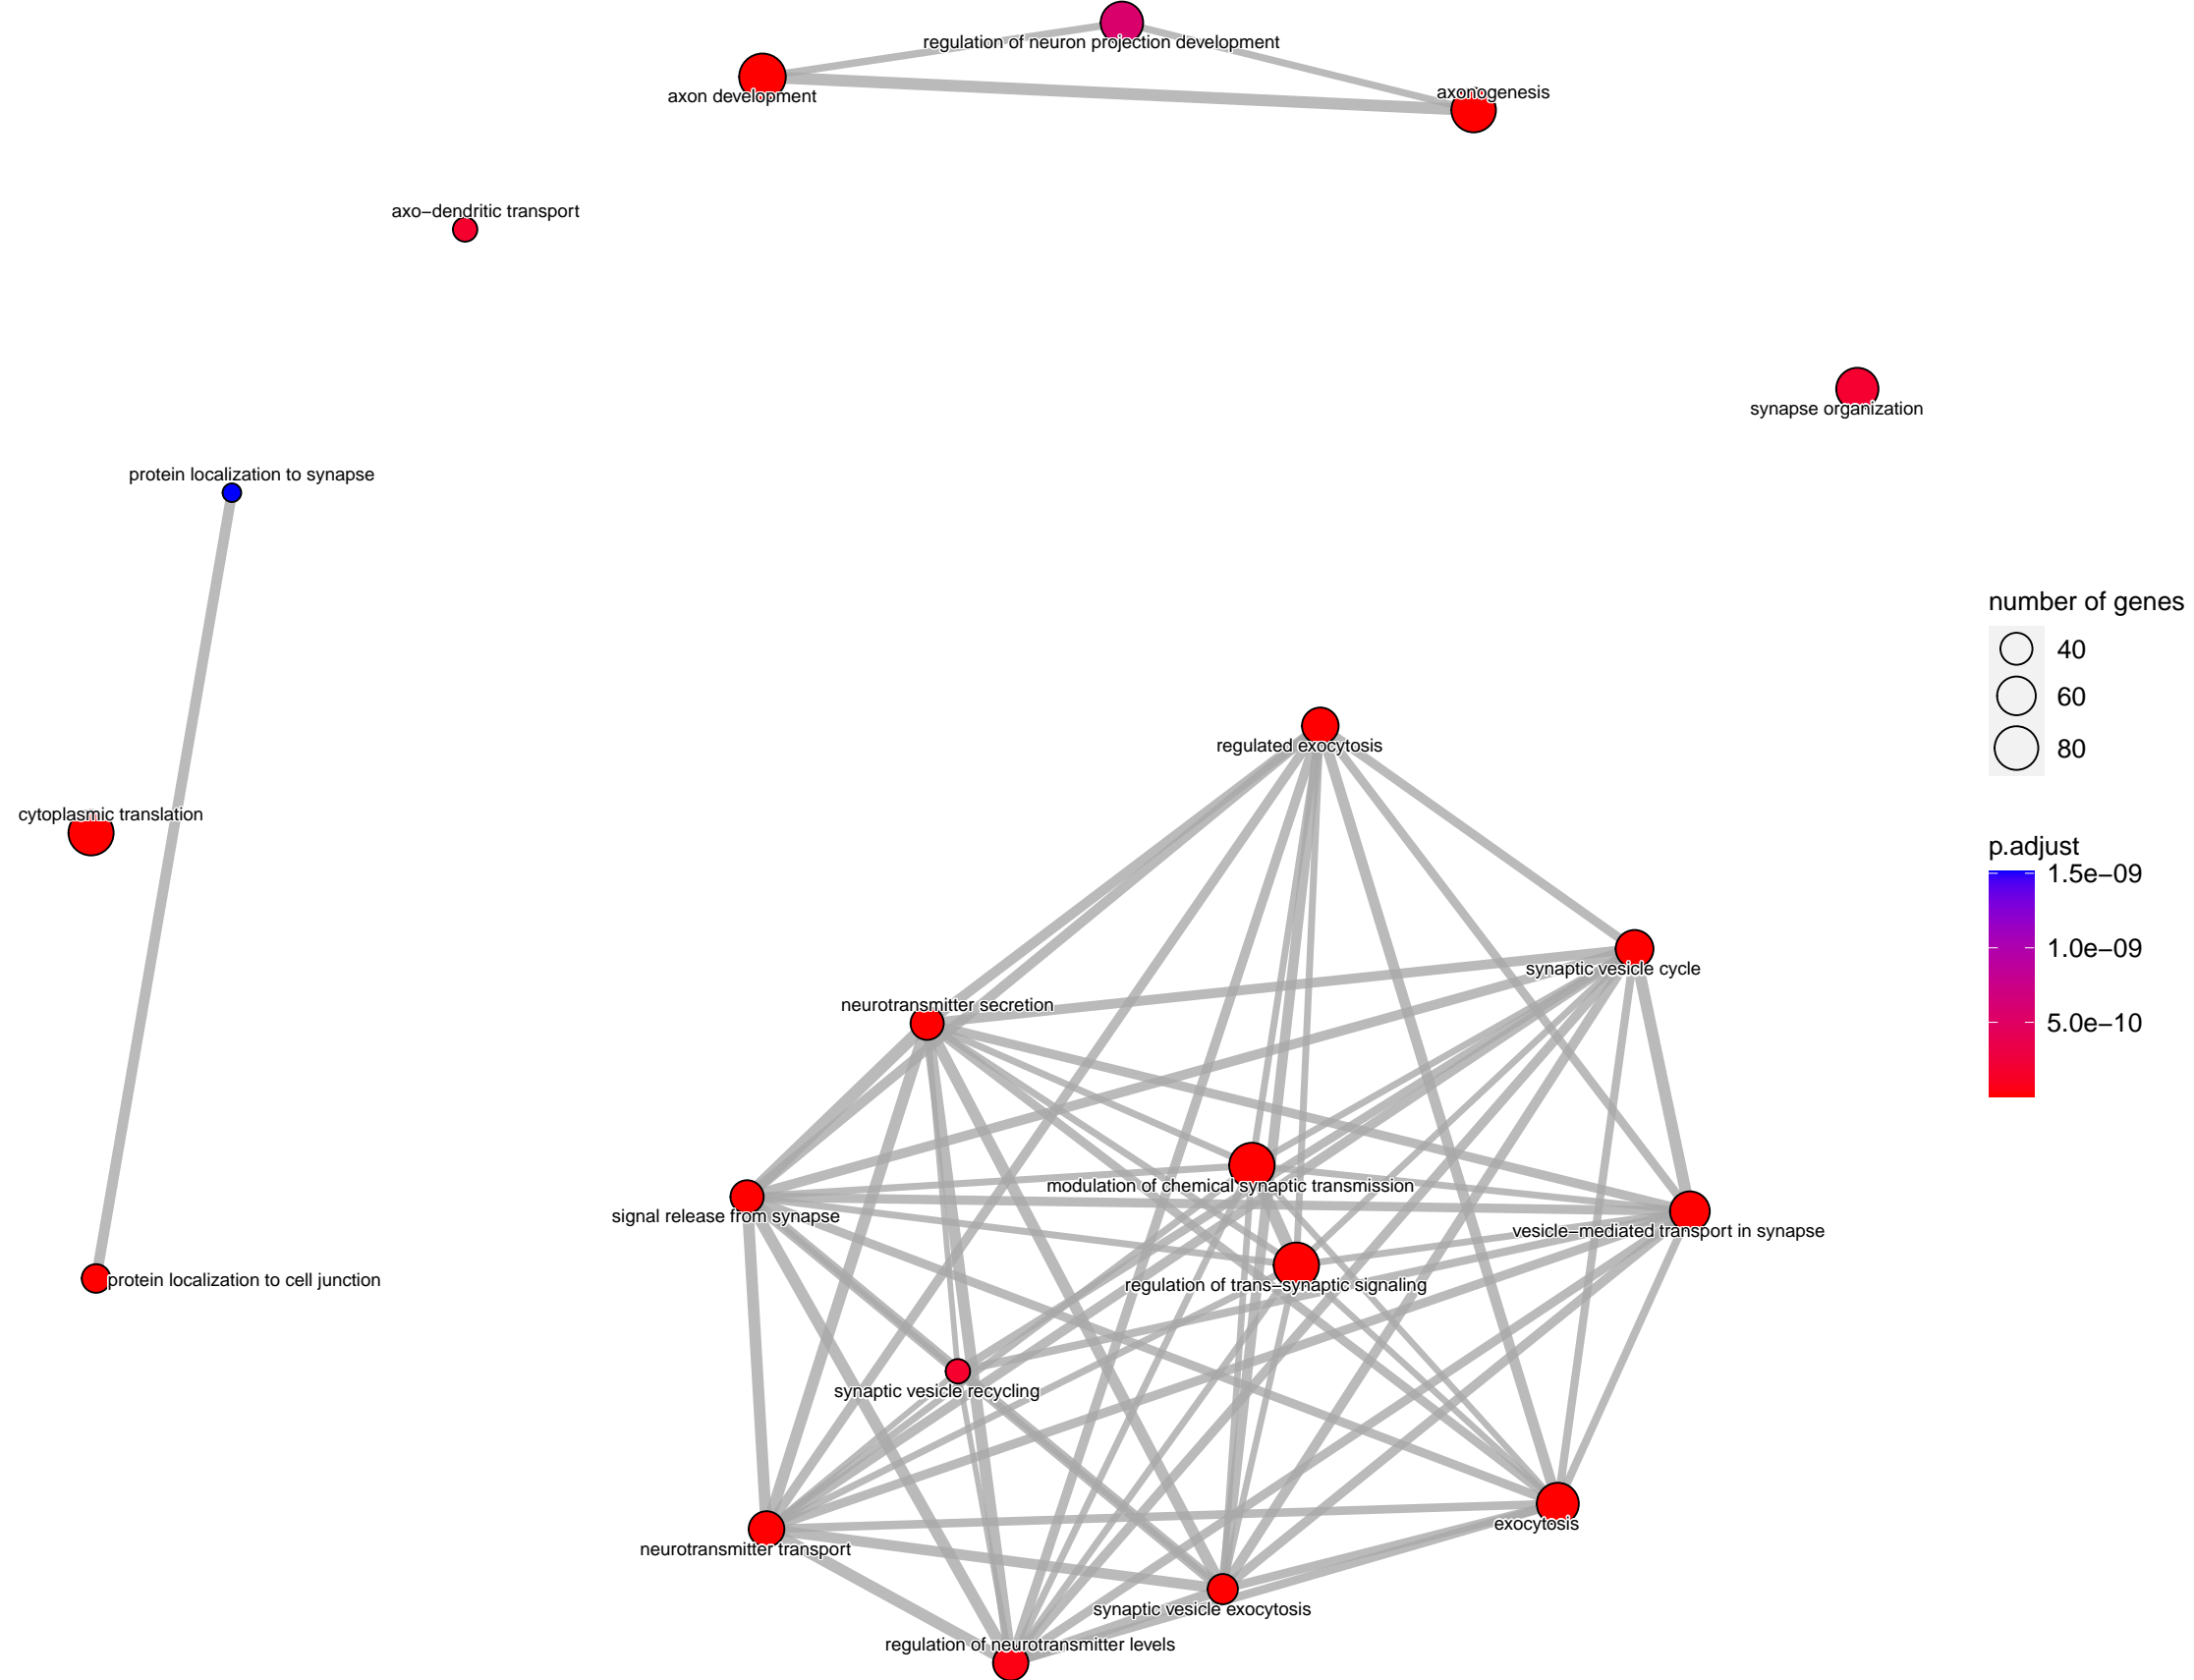 regulation of neuron projection development
axon development
axonogenesis
axo−dendritic transport
synapse organization
protein localization to synapse
number of genes
40
60
80
regulated exocytosis
cytoplasmic translation
p.adjust
1.5e−09
1.0e−09
5.0e−10
synaptic vesicle cycle
neurotransmitter secretion
modulation of chemical synaptic transmission
signal release from synapse
vesicle−mediated transport in synapse
protein localization to cell junction
regulation of trans−synaptic signaling
synaptic vesicle recycling
exocytosis
neurotransmitter transport
synaptic vesicle exocytosis
regulation of neurotransmitter levels